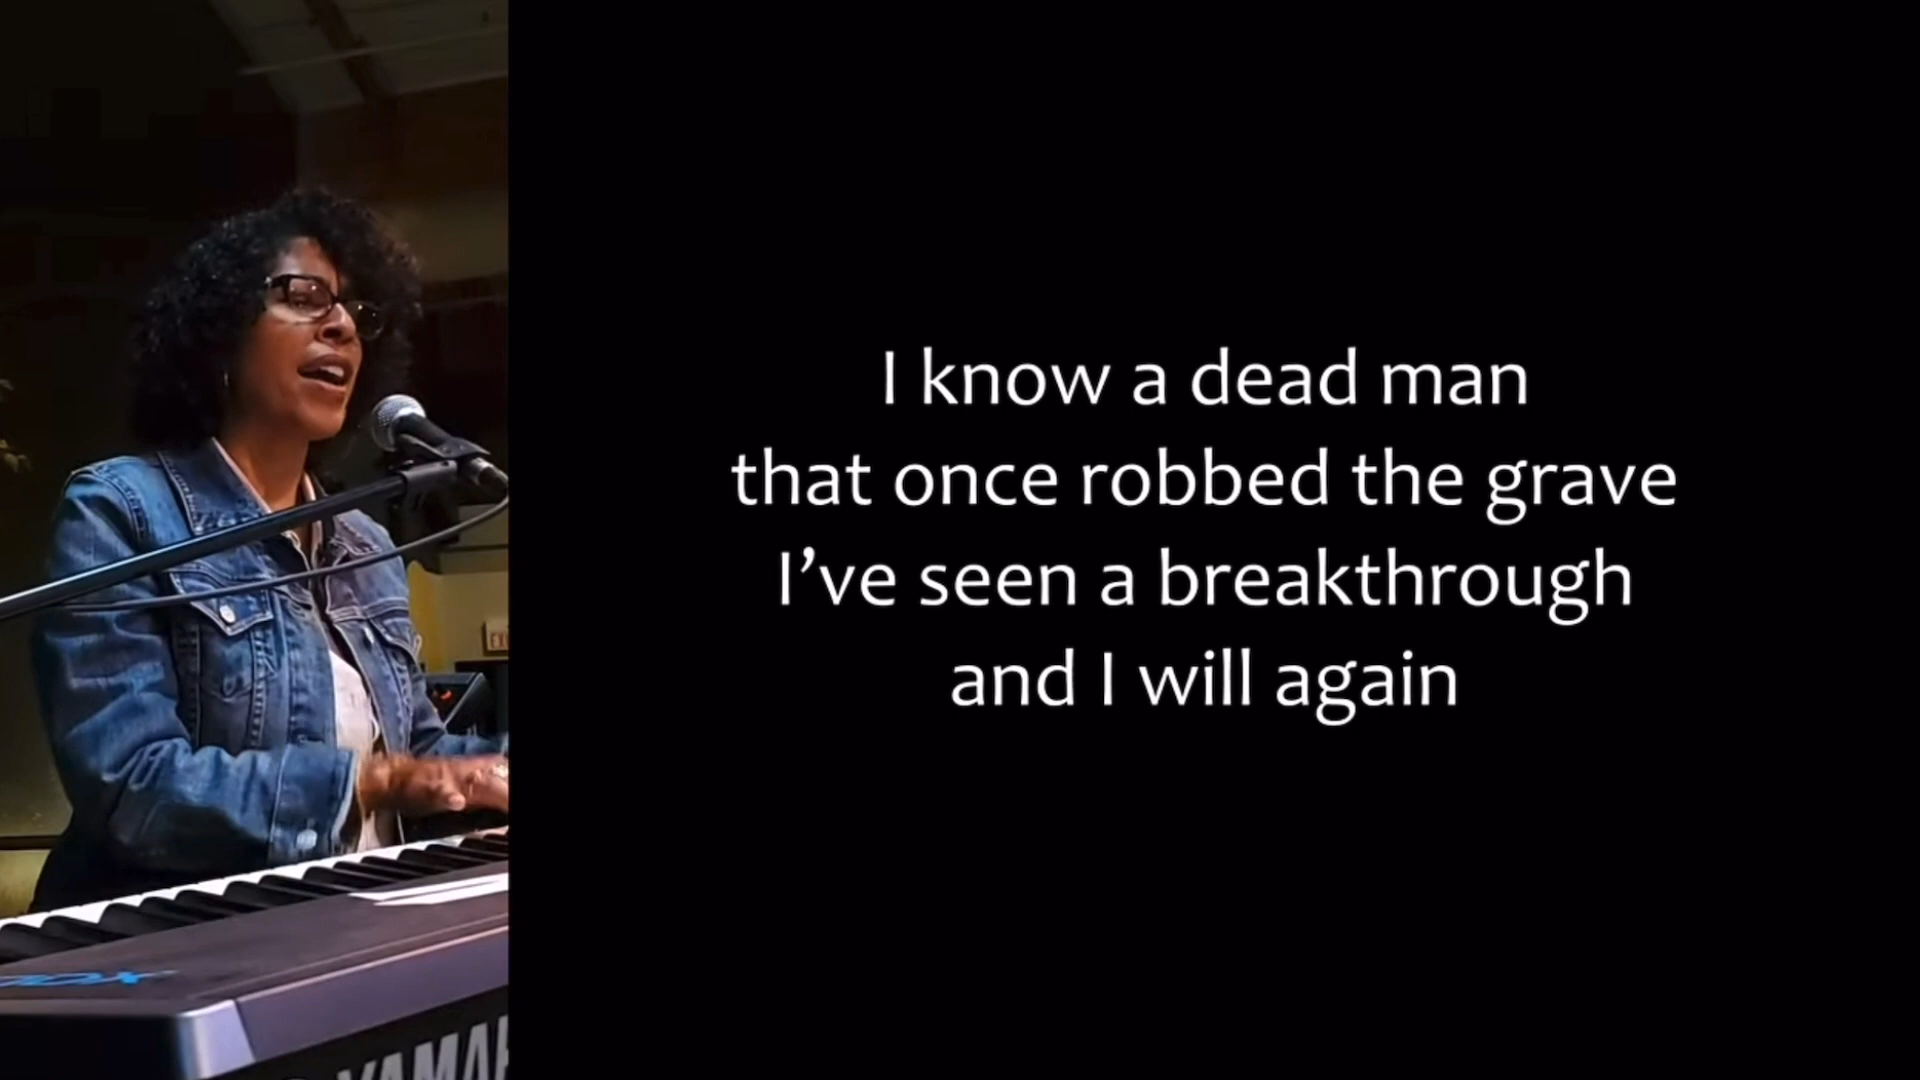 I know a dead man
that once robbed the grave
I’ve seen a breakthrough
and I will again